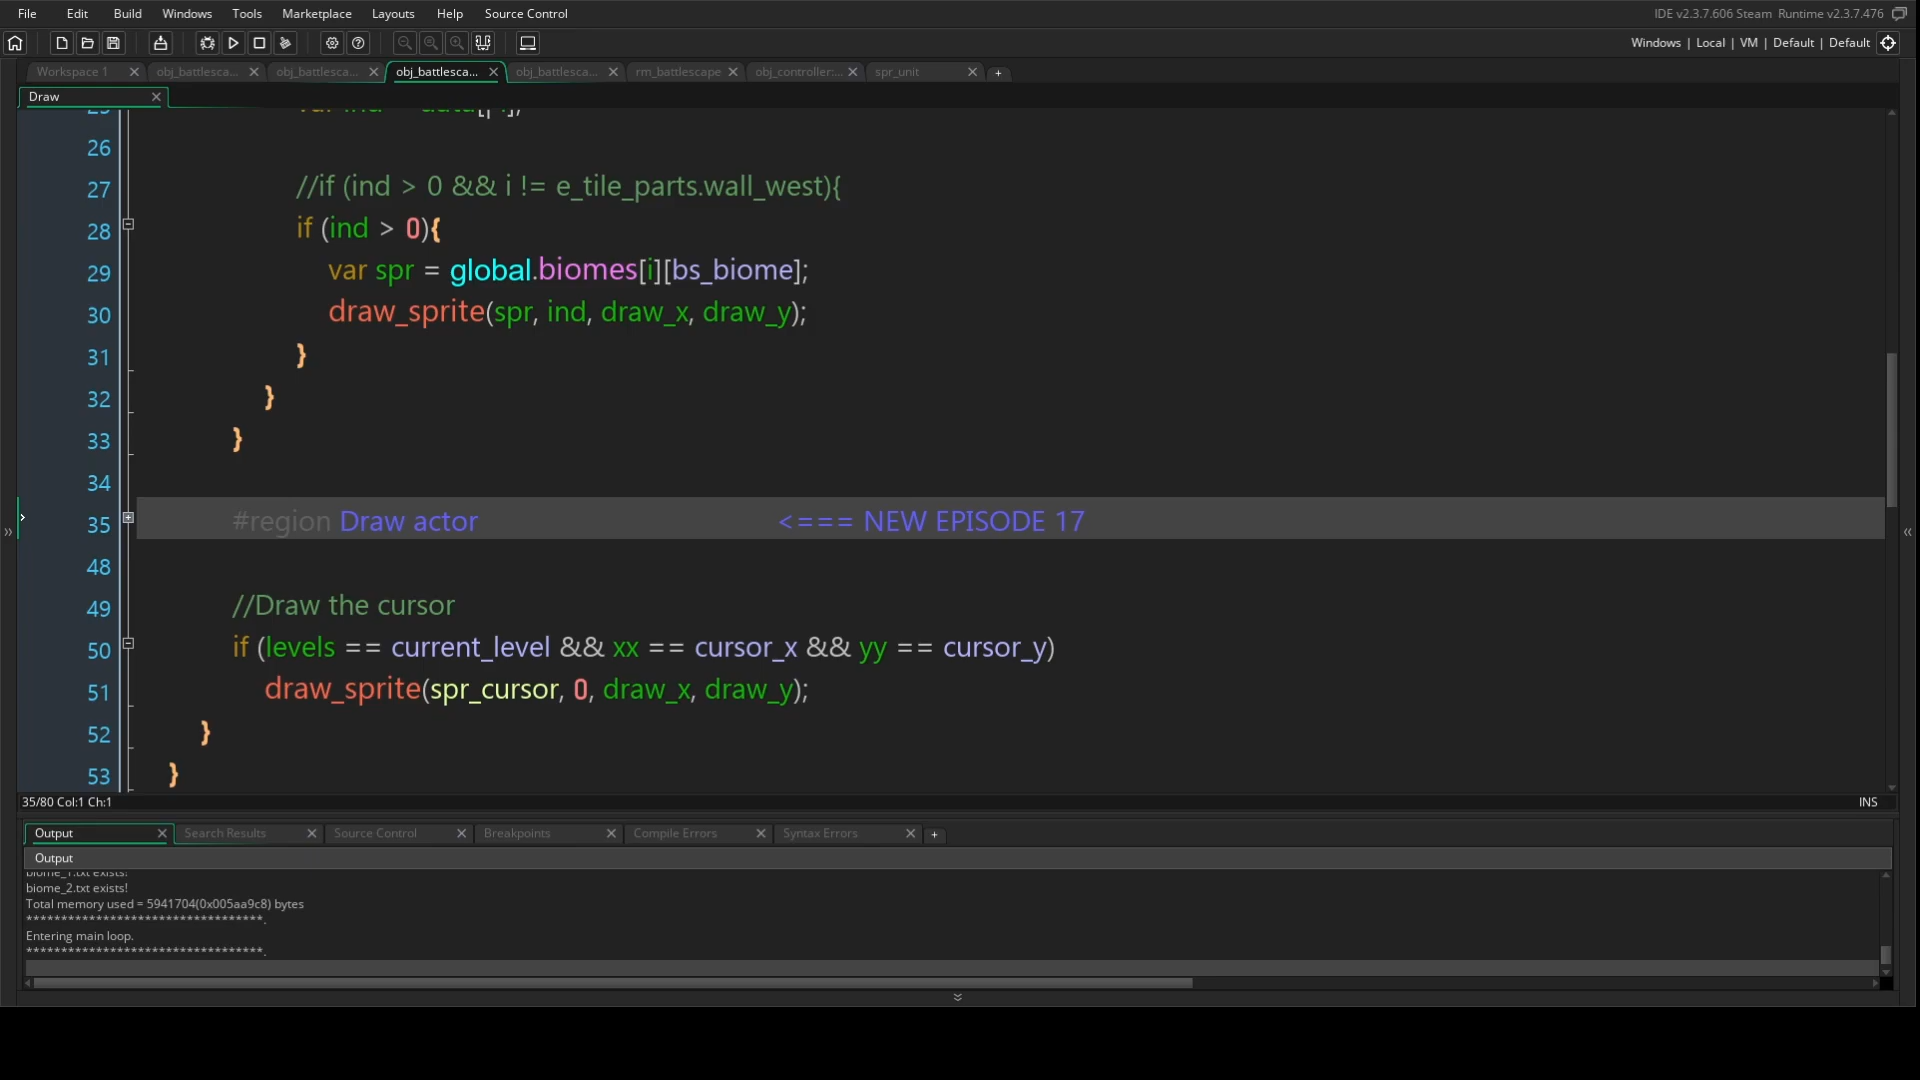 File Edit Build Windows Tools Marketplace Layouts Help Source Control IDE v2.3.7.606 Steam Runtime v2.3.7.476
Windows | Local | VM | Default | Default
Workspace 1 obj_battlesca... obj_battlesca... obj_battlesca... obj_battlesca... rm_battlescape obj_controller:... spr_unit +
Draw
26
27 //if (ind > 0 && i != e_tile_parts.wall_west){
28 if (ind > 0){
29 var spr = global.biomes[i][bs_biome];
30 draw_sprite(spr, ind, draw_x, draw_y);
31 }
32 }
33 }
34
35 #region Draw actor <=== NEW EPISODE 17
48
49 //Draw the cursor
50 if (levels == current_level && xx == cursor_x && yy == cursor_y)
51 draw_sprite(spr_cursor, 0, draw_x, draw_y);
52 }
53 }
35/80 Col:1 Ch:1 INS
Output Search Results Source Control Breakpoints Compile Errors Syntax Errors +
Output
biome_1.txt exists!
biome_2.txt exists!
Total memory used = 5941704(0x005aa9c8) bytes
**********************************.
Entering main loop.
**********************************.